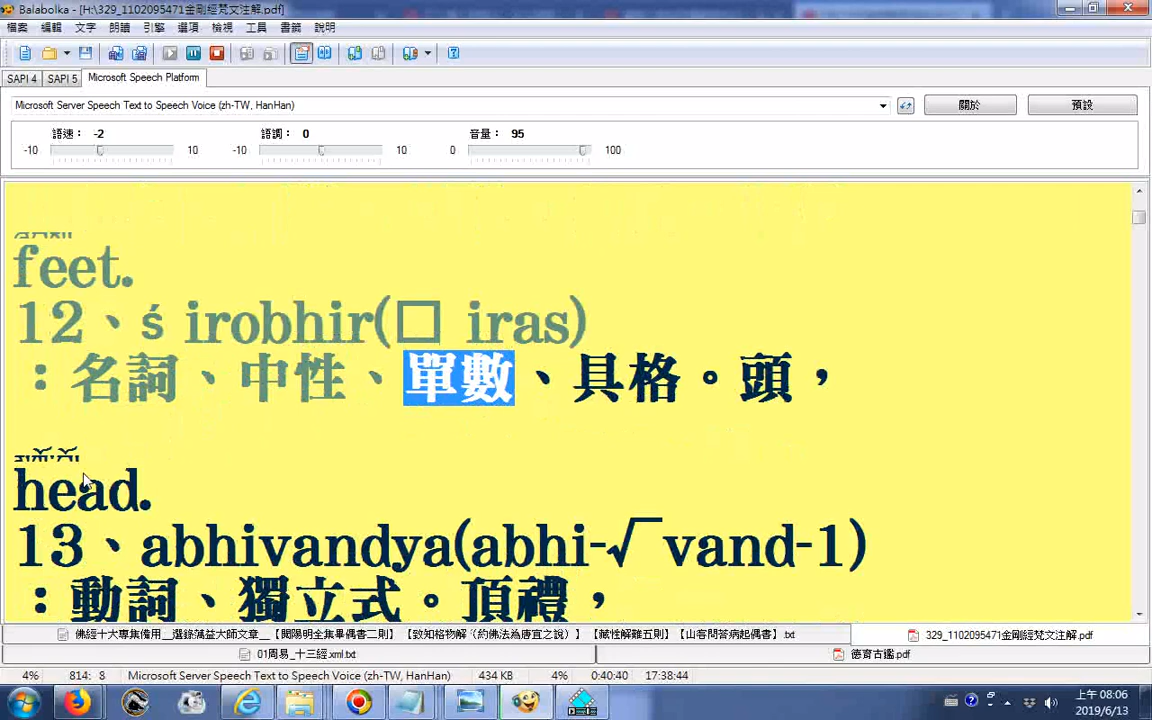 Balabolka - [H:\329_1102095471金剛經梵文注解.pdf]
檔案 編輯 文字 朗讀 引擎 選項 檢視 工具 書籤 說明
SAPI 4 SAPI 5 Microsoft Speech Platform
Microsoft Server Speech Text to Speech Voice (zh-TW, HanHan) 關於 預設
語速： -2 語調： 0 音量： 95
-10 10 -10 10 0 100
feet.
12、ś irobhir(□ iras)
：名詞、中性、單數、具格。頭，
head.
13、abhivandya(abhi-√vand-1)
：動詞、獨立式。頂禮，
佛經十大專集備用__選錄蕅益大師文章__【閱陽明全集畢偶書二則】【致知格物解（約佛法為唐宜之說）】【藏性解難五則】【山客問答病起偶書】.txt 329_1102095471金剛經梵文注解.pdf
01周易_十三經.xml.txt 德育古鑑.pdf
4% 814: 8 Microsoft Server Speech Text to Speech Voice (zh-TW, HanHan) 434 KB 4% 0:40:40 17:38:44
上午 08:06
2019/6/13